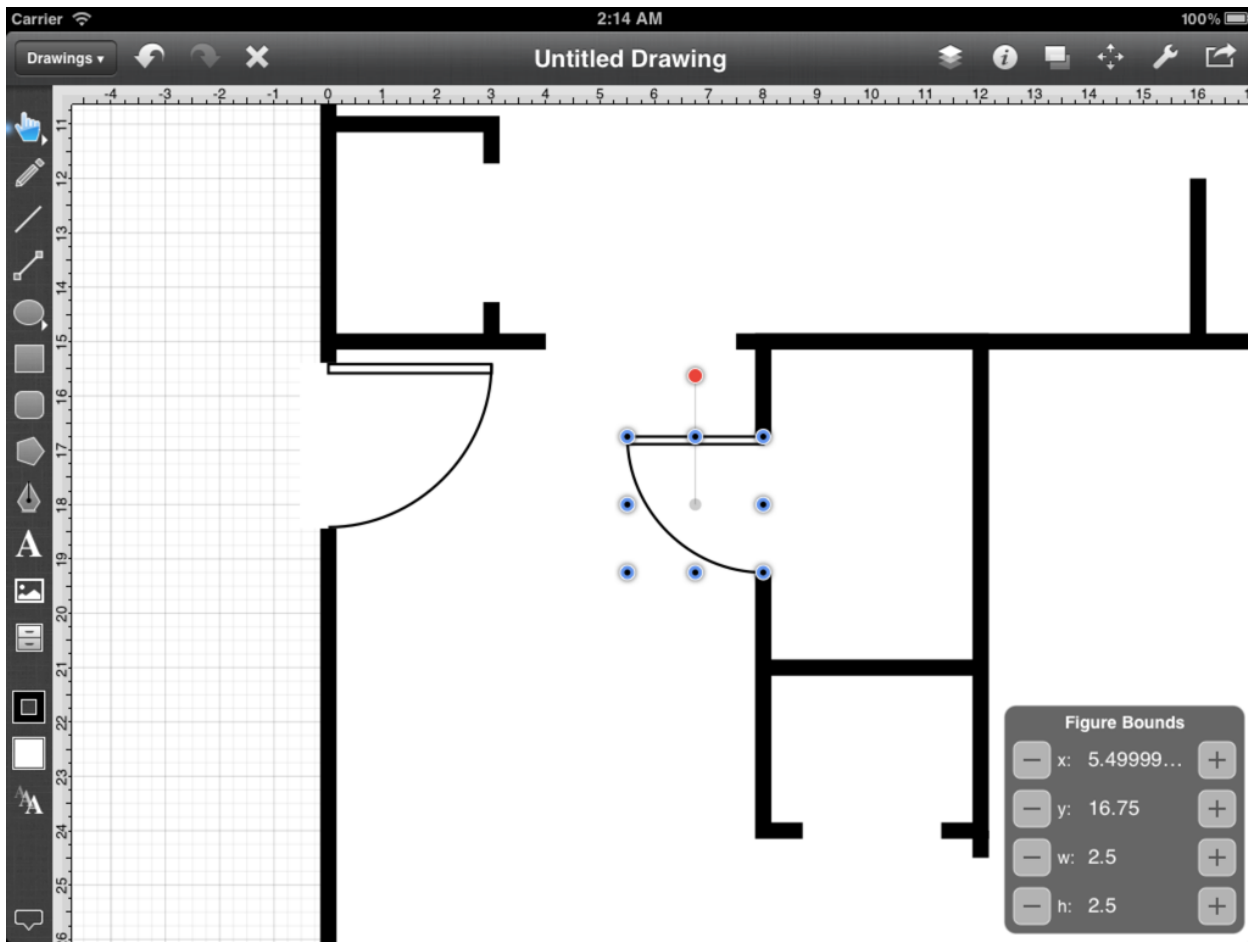 Carrier 2:14 AM 100%
Drawings ▾ Untitled Drawing
-4 -3 -2 -1 0 1 2 3 4 5 6 7 8 9 10 11 12 13 14 15 16
11
12
13
14
15
16
17
18
19
20
21
22
23
24
25
A
AAA
Figure Bounds
− x: 5.49999... +
− y: 16.75 +
− w: 2.5 +
− h: 2.5 +